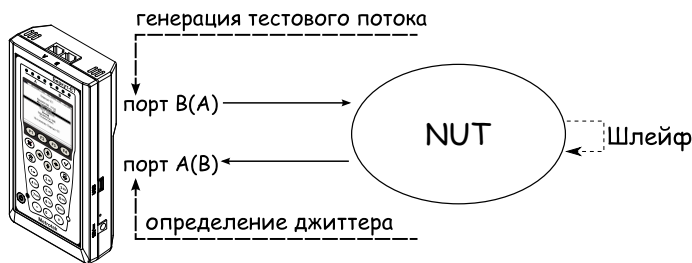 генерация тестового потока
порт B(A)
NUT
Шлейф
порт A(B)
определение джиттера